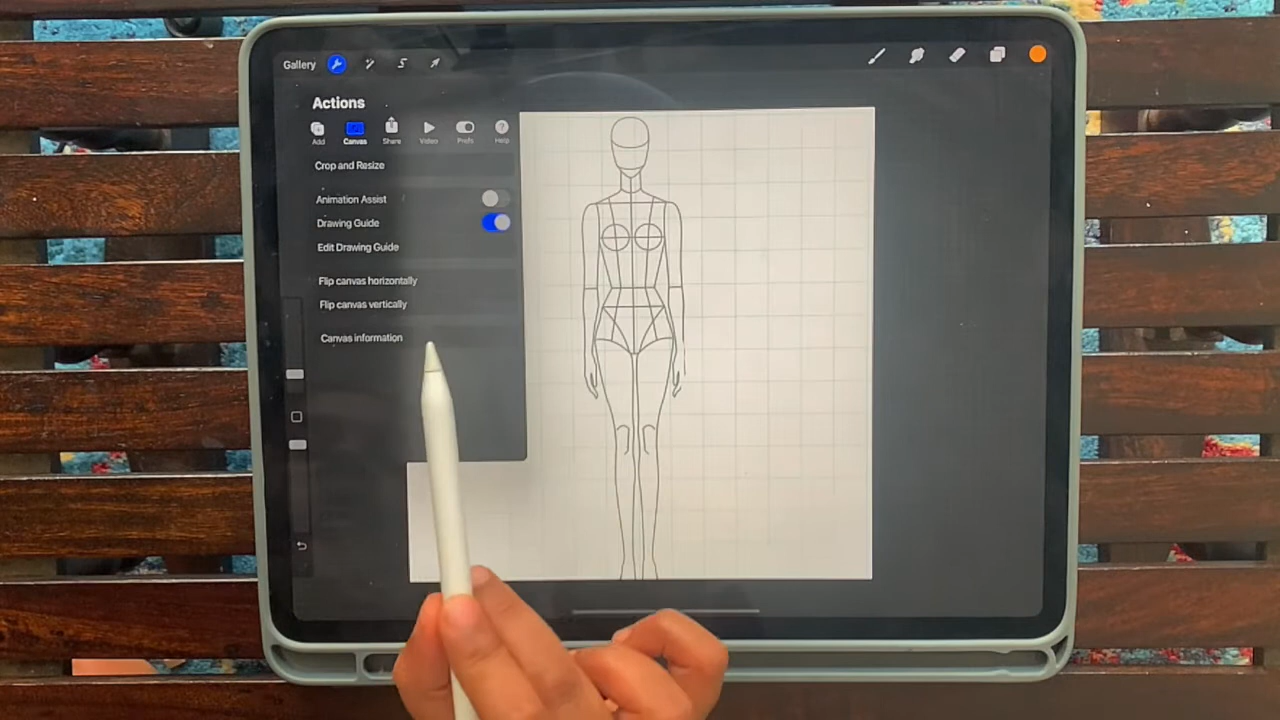 Gallery
Actions
Add Canvas Share Video Prefs Help
Crop and Resize
Animation Assist
Drawing Guide
Edit Drawing Guide
Flip canvas horizontally
Flip canvas vertically
Canvas information